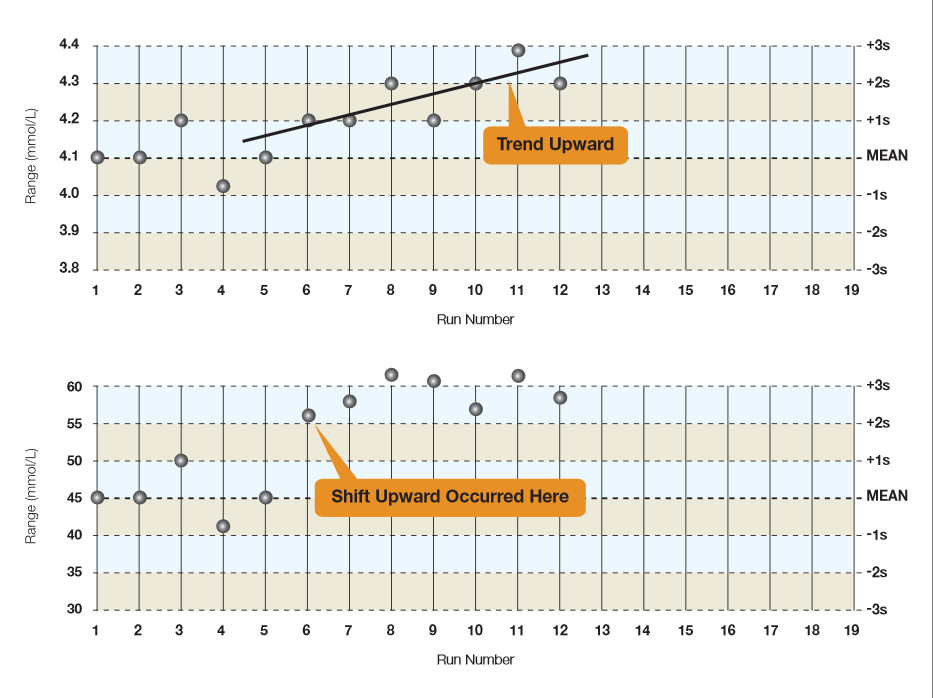 Range (mmol/L)
4.4 +3s
4.3 +2s
4.2 +1s
Trend Upward
4.1 MEAN
4.0 -1s
3.9 -2s
3.8 -3s
1 2 3 4 5 6 7 8 9 10 11 12 13 14 15 16 17 18 19
Run Number
Range (mmol/L)
60 +3s
55 +2s
50 +1s
Shift Upward Occurred Here
45 MEAN
40 -1s
35 -2s
30 -3s
1 2 3 4 5 6 7 8 9 10 11 12 13 14 15 16 17 18 19
Run Number